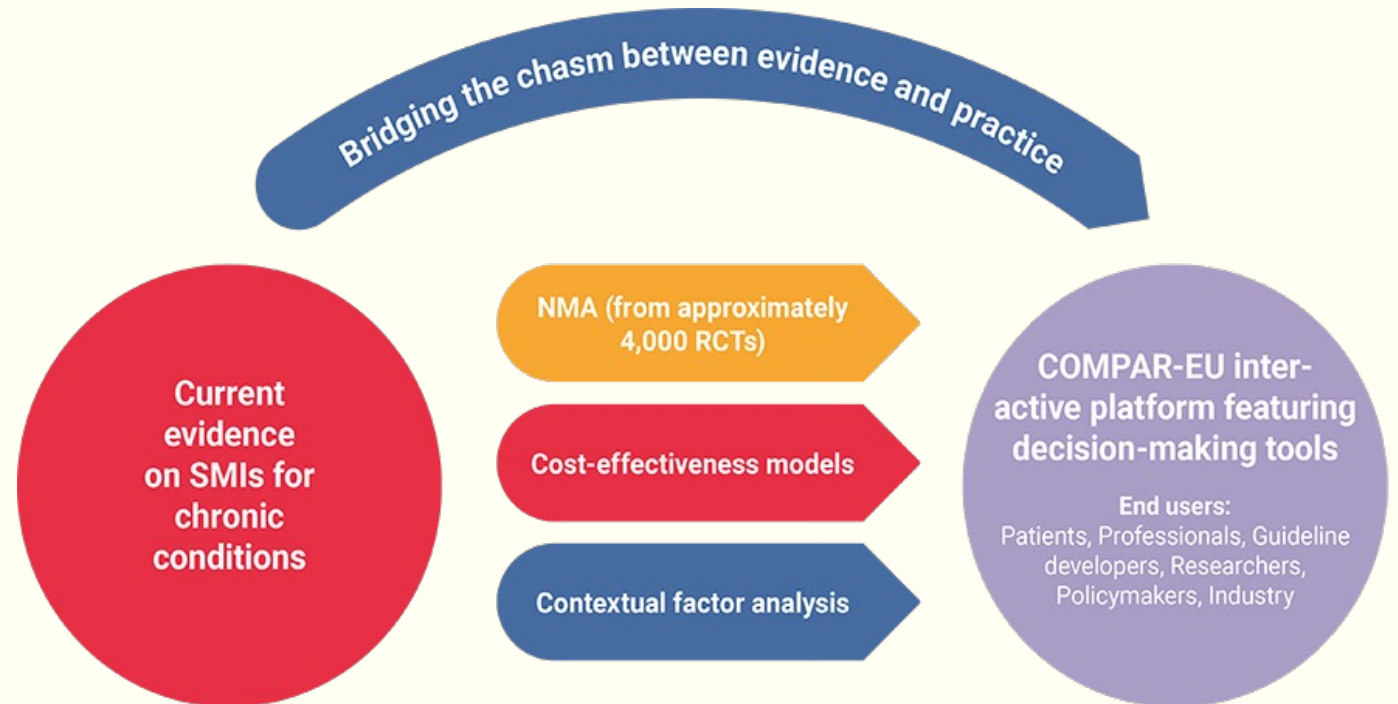 Bridging the chasm between evidence and practice
Current
evidence
on SMIs for
chronic
conditions
NMA (from approximately
4,000 RCTs)
Cost-effectiveness models
Contextual factor analysis
COMPAR-EU inter-
active platform featuring
decision-making tools
End users:
Patients, Professionals, Guideline
developers, Researchers,
Policymakers, Industry